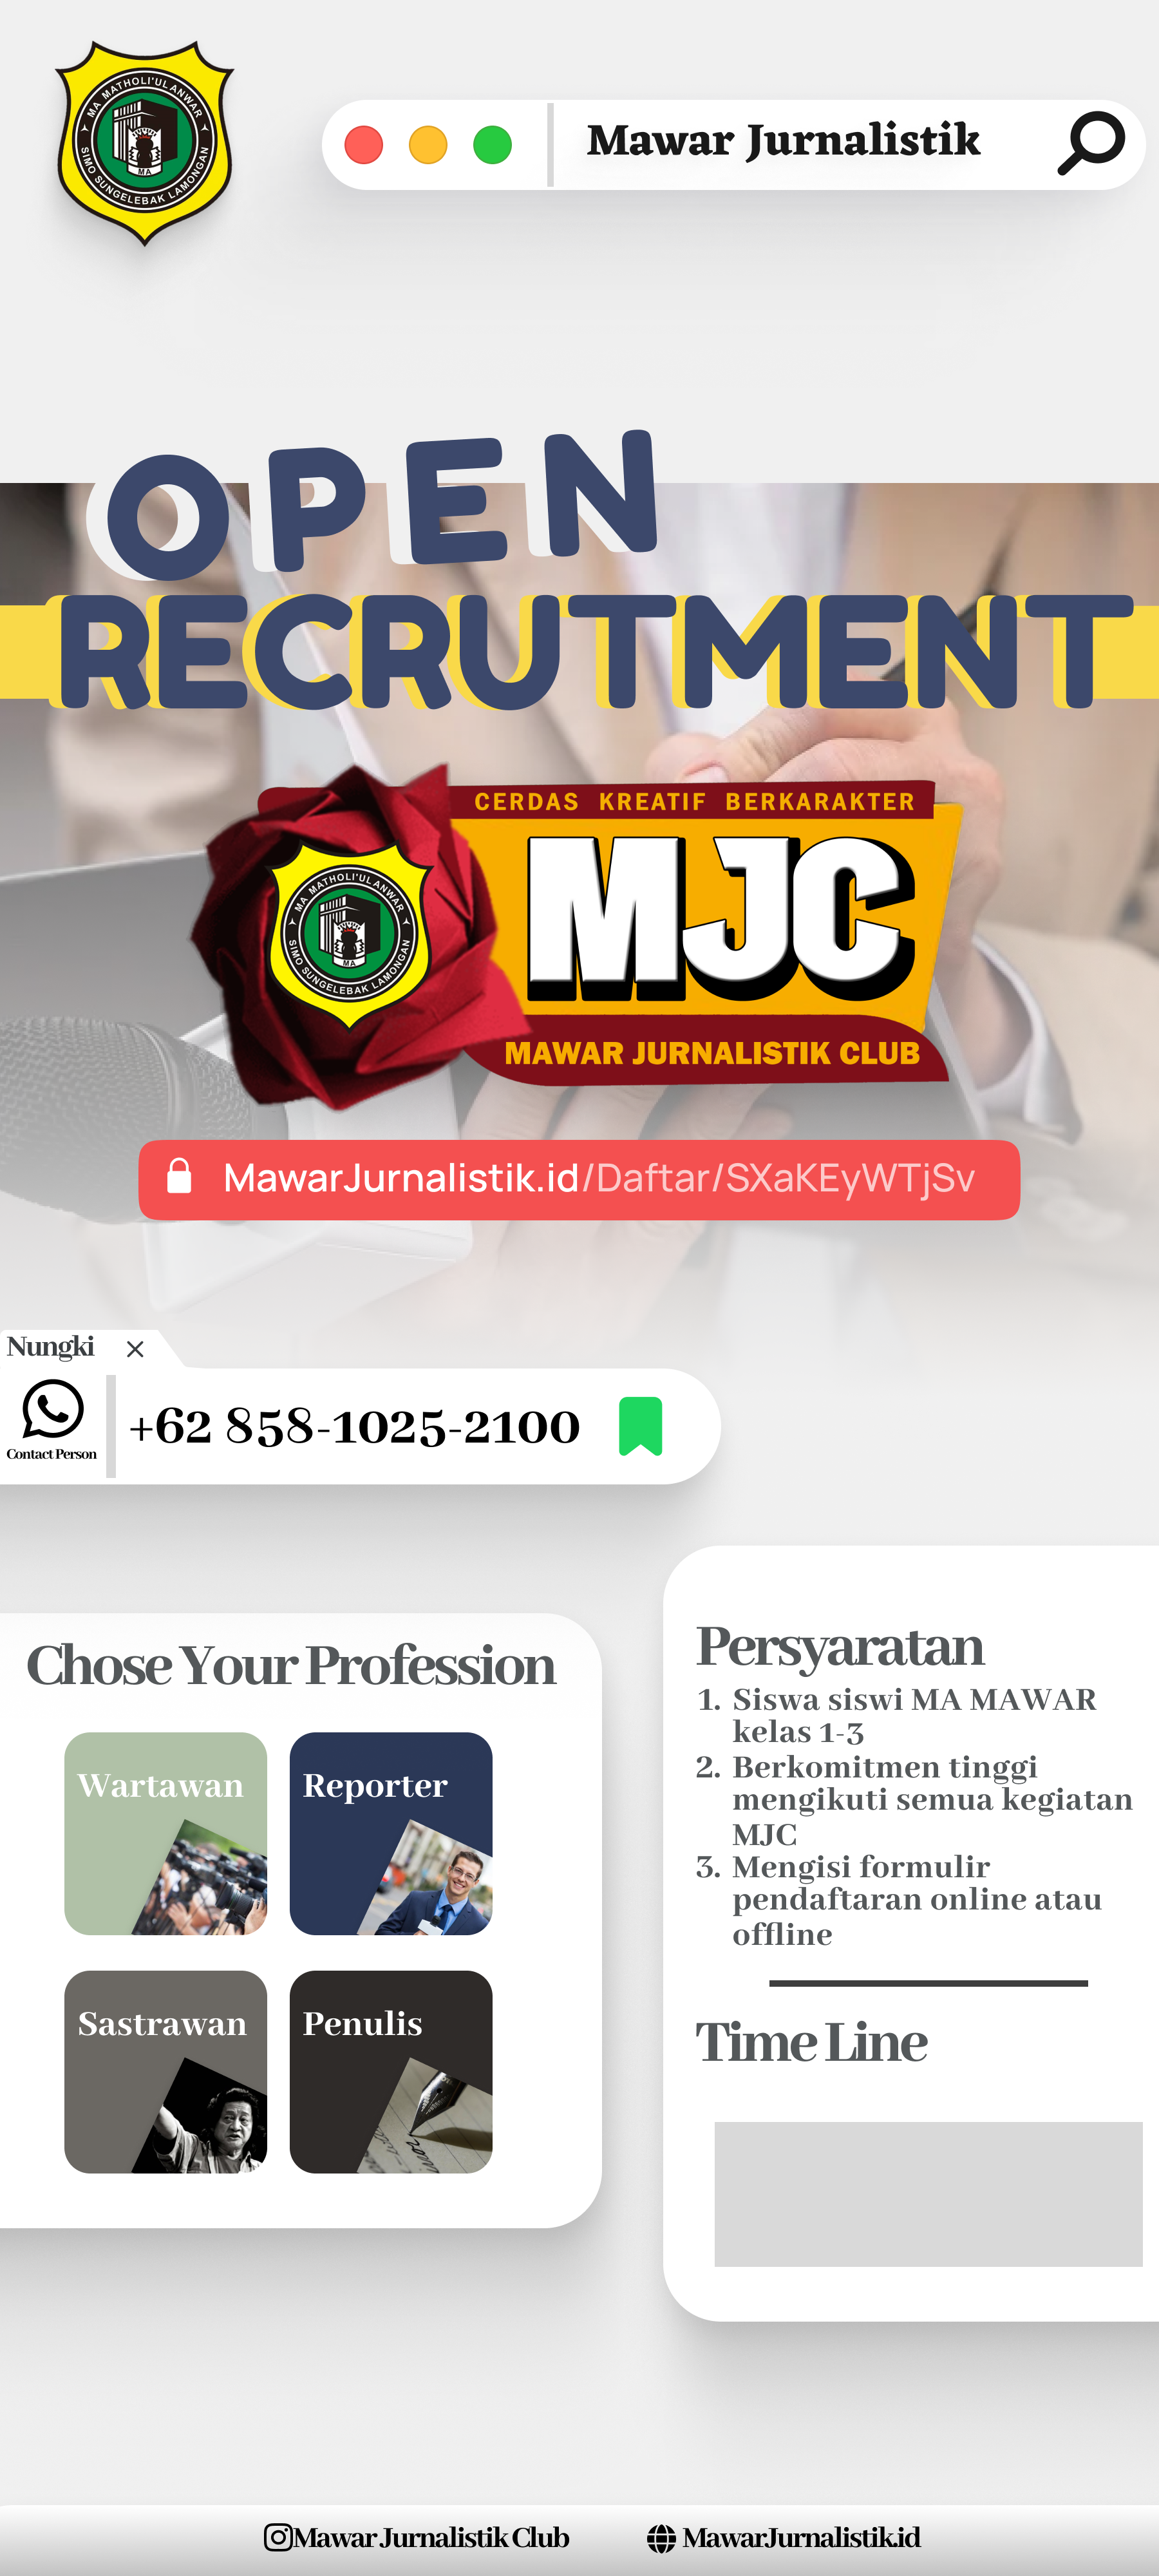 MA MATHOLI'UL ANWAR
SIMO SUNGELEBAK LAMONGAN
MA
Mawar Jurnalistik
OPEN
RECRUTMENT
CERDAS KREATIF BERKARAKTER
MJC
MA MATHOLI'UL ANWAR
SIMO SUNGELEBAK LAMONGAN
MA
MAWAR JURNALISTIK CLUB
MawarJurnalistik.id/Daftar/SXaKEyWTjSv
Nungki
Contact Person
+62 858-1025-2100
Chose Your Profession
Wartawan
Reporter
Sastrawan
Penulis
Persyaratan
1. Siswa siswi MA MAWAR
kelas 1-3
2. Berkomitmen tinggi
mengikuti semua kegiatan
MJC
3. Mengisi formulir
pendaftaran online atau
offline
Time Line
Mawar Jurnalistik Club
MawarJurnalistik.id